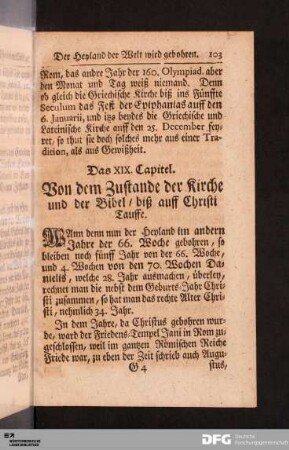 Der Heyland der Welt wird gebohren. 103
Rom, das andre Jahr der 160. Olympiad. aber
den Monat und Tag weiß niemand. Denn
ob gleich die Griechische Kirche biß ins Fünffte
Seculum das Fest der Epiphanias auff den
6. Januarii, und itzo beydes die Griechische und
Lateinische Kirche auff den 25. December fey-
ret, so thut sie doch solches mehr aus einer Tra-
dition, als aus Gewißheit.
Das XIX. Capitel.
Von dem Zustande der Kirche
und der Bibel / biß auff Christi
Tauffe.
WAnn denn nun der Heyland im andern
Jahre der 66. Woche gebohren, so
bleiben noch fünff Jahr von der 66. Woche,
und 4. Wochen von den 70. Wochen Da-
nielis, welche 28. Jahr ausmachen, überley,
rechnet man die nebst dem Geburts-Jahr Chri-
sti zusammen, so hat man das rechte Alter Chri-
sti, nehmlich 34. Jahr.
In dem Jahre, da Christus gebohren wur-
de, ward der Friedens-Tempel Jani in Rom zu-
geschlossen, weil im gantzen Römischen Reiche
Friede war, zu eben der Zeit schrieb auch Augu-
G 4 stus,
DFG Deutsche
Forschungsgemeinschaft